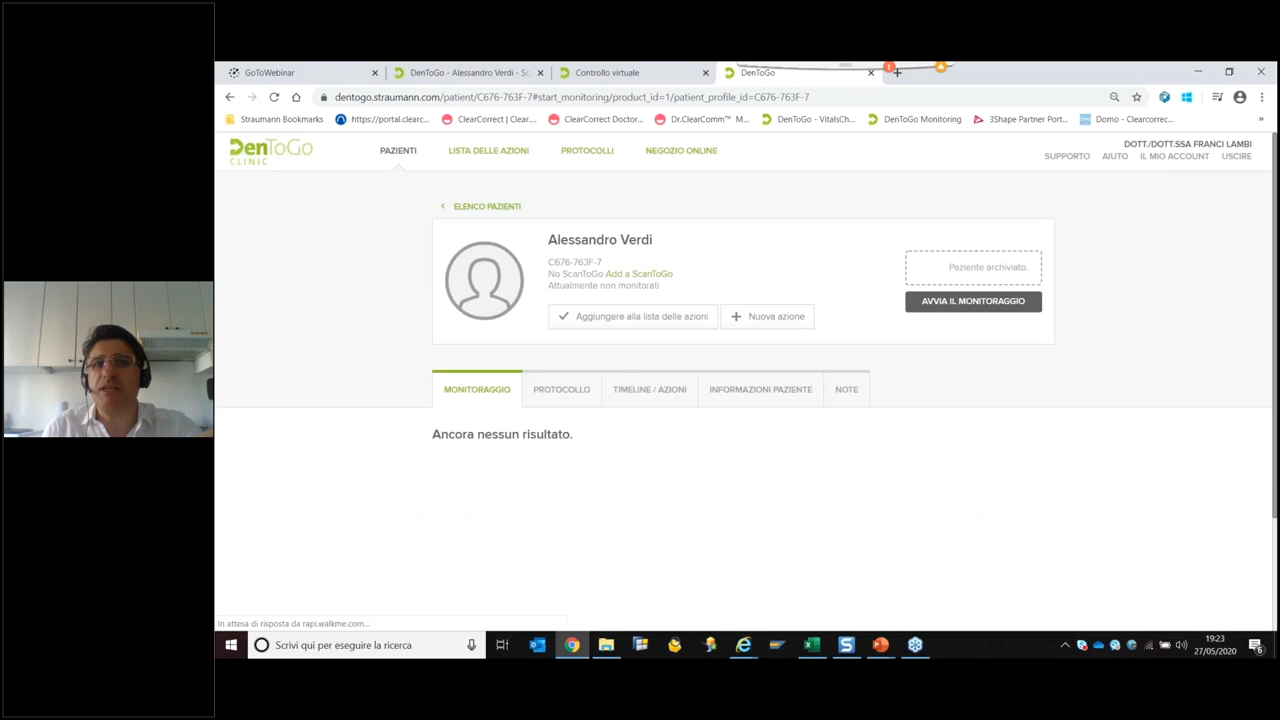 GoToWebinar
DenToGo - Alessandro Verdi - Sc
Controllo virtuale
DenToGo
1
dentogo.straumann.com/patient/C676-763F-7#start_monitoring/product_id=1/patient_profile_id=C676-763F-7
Straumann Bookmarks
https://portal.clearc...
ClearCorrect | Clear....
ClearCorrect Doctor...
Dr.ClearComm™ M...
DenToGo - VitalsCh...
DenToGo Monitoring
3Shape Partner Port...
Domo - Clearcorrec...
»
DenToGo
CLINIC
PAZIENTI
LISTA DELLE AZIONI
PROTOCOLLI
NEGOZIO ONLINE
DOTT./DOTT.SSA FRANCI LAMBI
SUPPORTO
AIUTO
IL MIO ACCOUNT
USCIRE
ELENCO PAZIENTI
Alessandro Verdi
C676-763F-7
No ScanToGo Add a ScanToGo
Attualmente non monitorati
Paziente archiviato.
AVVIA IL MONITORAGGIO
Aggiungere alla lista delle azioni
Nuova azione
MONITORAGGIO
PROTOCOLLO
TIMELINE / AZIONI
INFORMAZIONI PAZIENTE
NOTE
Ancora nessun risultato.
In attesa di risposta da rapi.walkme.com...
Scrivi qui per eseguire la ricerca
19:23
27/05/2020
6